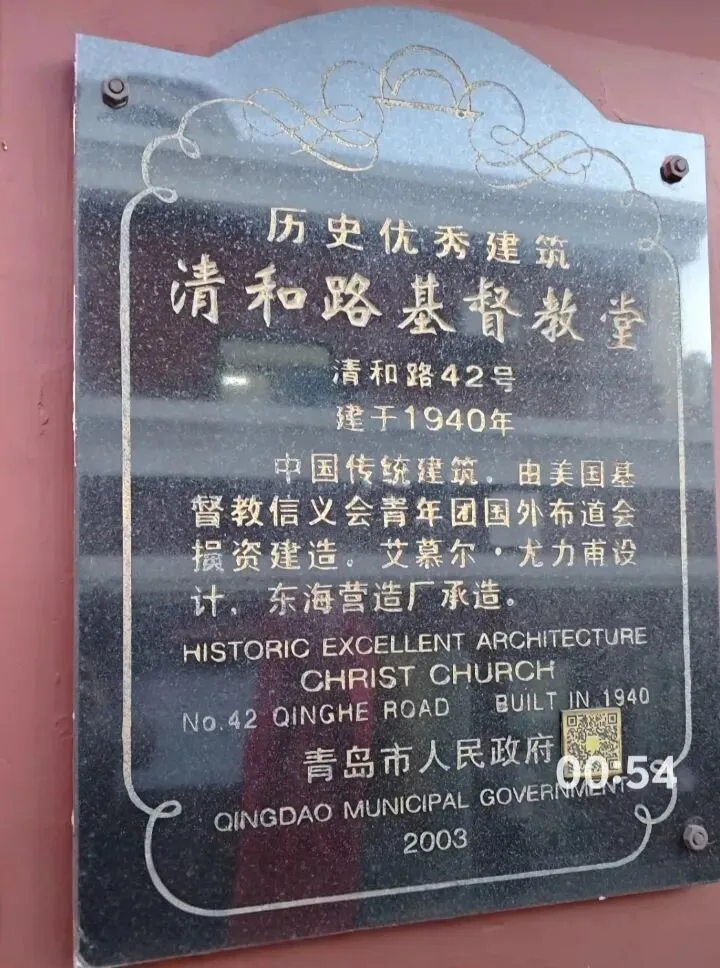 历史优秀建筑
清和路基督教堂
清和路42号
建于1940年
中国传统建筑。由美国基
督教信义会青年团国外布道会
损资建造。艾慕尔·尤力甫设
计，东海营造厂承造。
HISTORIC EXCELLENT ARCHITECTURE
CHRIST CHURCH
No.42 QINGHE ROAD BUILT IN 1940
青岛市人民政府
00:54
QINGDAO MUNICIPAL GOVERNMENT
2003